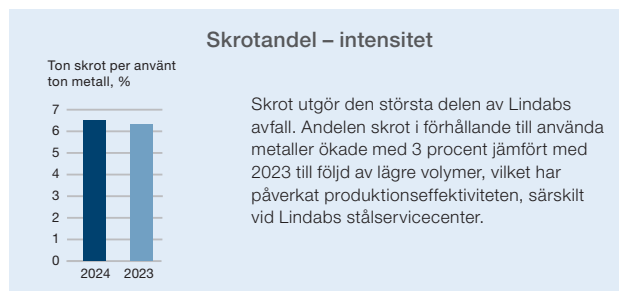 Skrotandel – intensitet
Ton skrot per använt
ton metall, %
7
6
5
4
3
2
1
0
2024 2023
Skrot utgör den största delen av Lindabs
avfall. Andelen skrot i förhållande till använda
metaller ökade med 3 procent jämfört med
2023 till följd av lägre volymer, vilket har
påverkat produktionseffektiviteten, särskilt
vid Lindabs stålservicecenter.